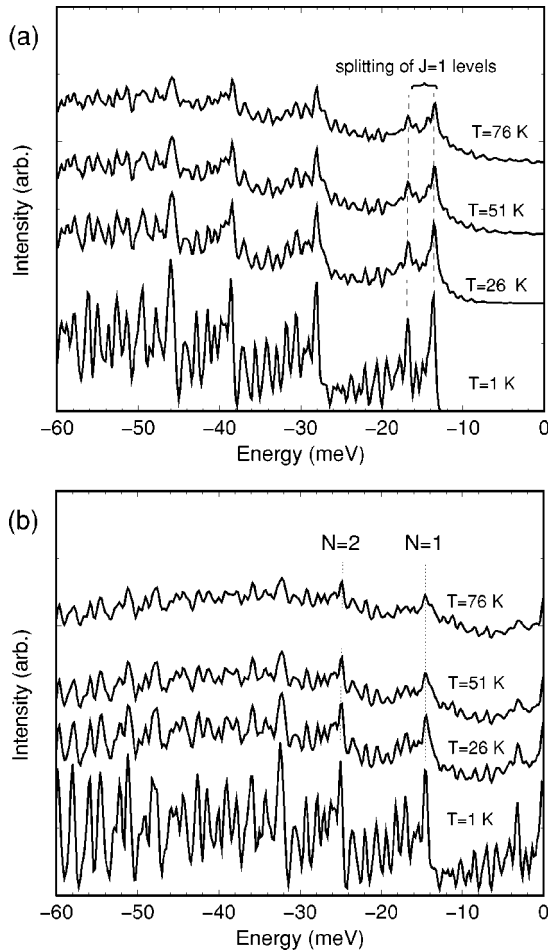 (a)
splitting of J=1 levels
T=76 K
T=51 K
T=26 K
T=1 K
Intensity (arb.)
−60 −50 −40 −30 −20 −10 0
Energy (meV)
(b)
N=2 N=1
T=76 K
T=51 K
T=26 K
T=1 K
Intensity (arb.)
−60 −50 −40 −30 −20 −10 0
Energy (meV)